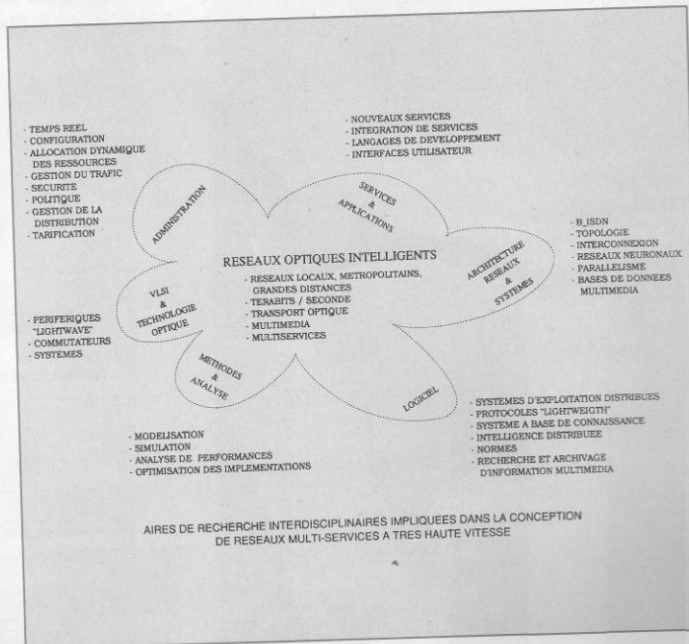 - TEMPS REEL
- CONFIGURATION
- ALLOCATION DYNAMIQUE
DES RESSOURCES
- GESTION DU TRAFIC
- SECURITE
- POLITIQUE
- GESTION DE LA
DISTRIBUTION
- TARIFICATION
ADMINISTRATION
- NOUVEAUX SERVICES
- INTEGRATION DE SERVICES
- LANGAGES DE DEVELOPPEMENT
- INTERFACES UTILISATEUR
SERVICES
&
APPLICATIONS
- B_ISDN
- TOPOLOGIE
- INTERCONNEXION
- RESEAUX NEURONAUX
- PARALLELISME
- BASES DE DONNEES
MULTIMEDIA
ARCHITECTURE
RESEAUX
&
SYSTEMES
RESEAUX OPTIQUES INTELLIGENTS
- RESEAUX LOCAUX, METROPOLITAINS,
GRANDES DISTANCES
- TERABITS / SECONDE
- TRANSPORT OPTIQUE
- MULTIMEDIA
- MULTISERVICES
VLSI
&
TECHNOLOGIE
OPTIQUE
- PERIFERIQUES
"LIGHTWAVE"
- COMMUTATEURS
- SYSTEMES
METHODES
&
ANALYSE
- MODELISATION
- SIMULATION
- ANALYSE DE PERFORMANCES
- OPTIMISATION DES IMPLEMENTATIONS
LOGICIEL
- SYSTEMES D'EXPLOITATION DISTRIBUES
- PROTOCOLES "LIGHTWEIGTH"
- SYSTEME A BASE DE CONNAISSANCE
- INTELLIGENCE DISTRIBUEE
- NORMES
- RECHERCHE ET ARCHIVAGE
D'INFORMATION MULTIMEDIA
AIRES DE RECHERCHE INTERDISCIPLINAIRES IMPLIQUEES DANS LA CONCEPTION
DE RESEAUX MULTI-SERVICES A TRES HAUTE VITESSE